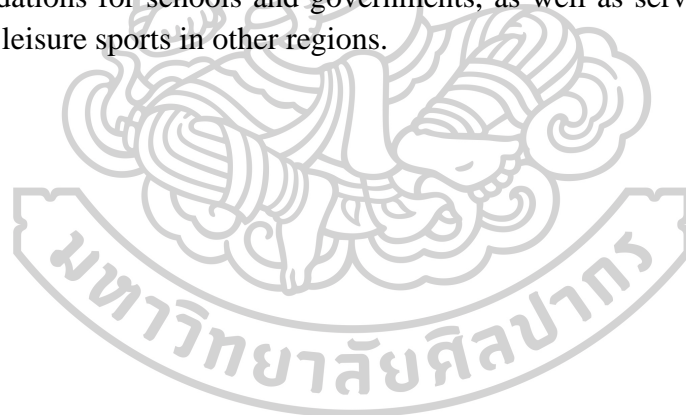 dations for schools and governments, as well as serv
leisure sports in other regions.
มหาวิทยาลัยศิลปากร